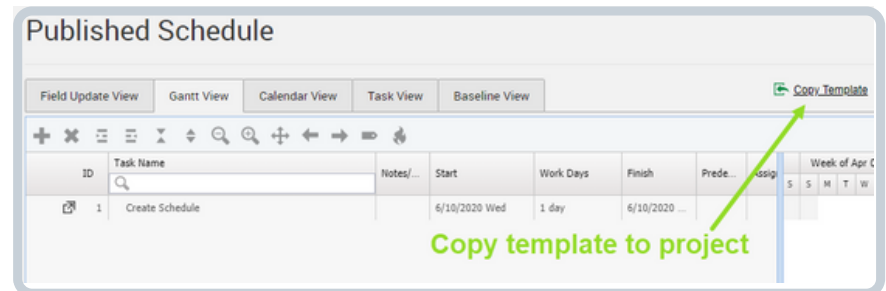 Published Schedule
Field Update View Gantt View Calendar View Task View Baseline View Copy Template
ID Task Name Notes/... Start Work Days Finish Prede... Assig Week of Apr
S S M T W
1 Create Schedule 6/10/2020 Wed 1 day 6/10/2020 ...
Copy template to project